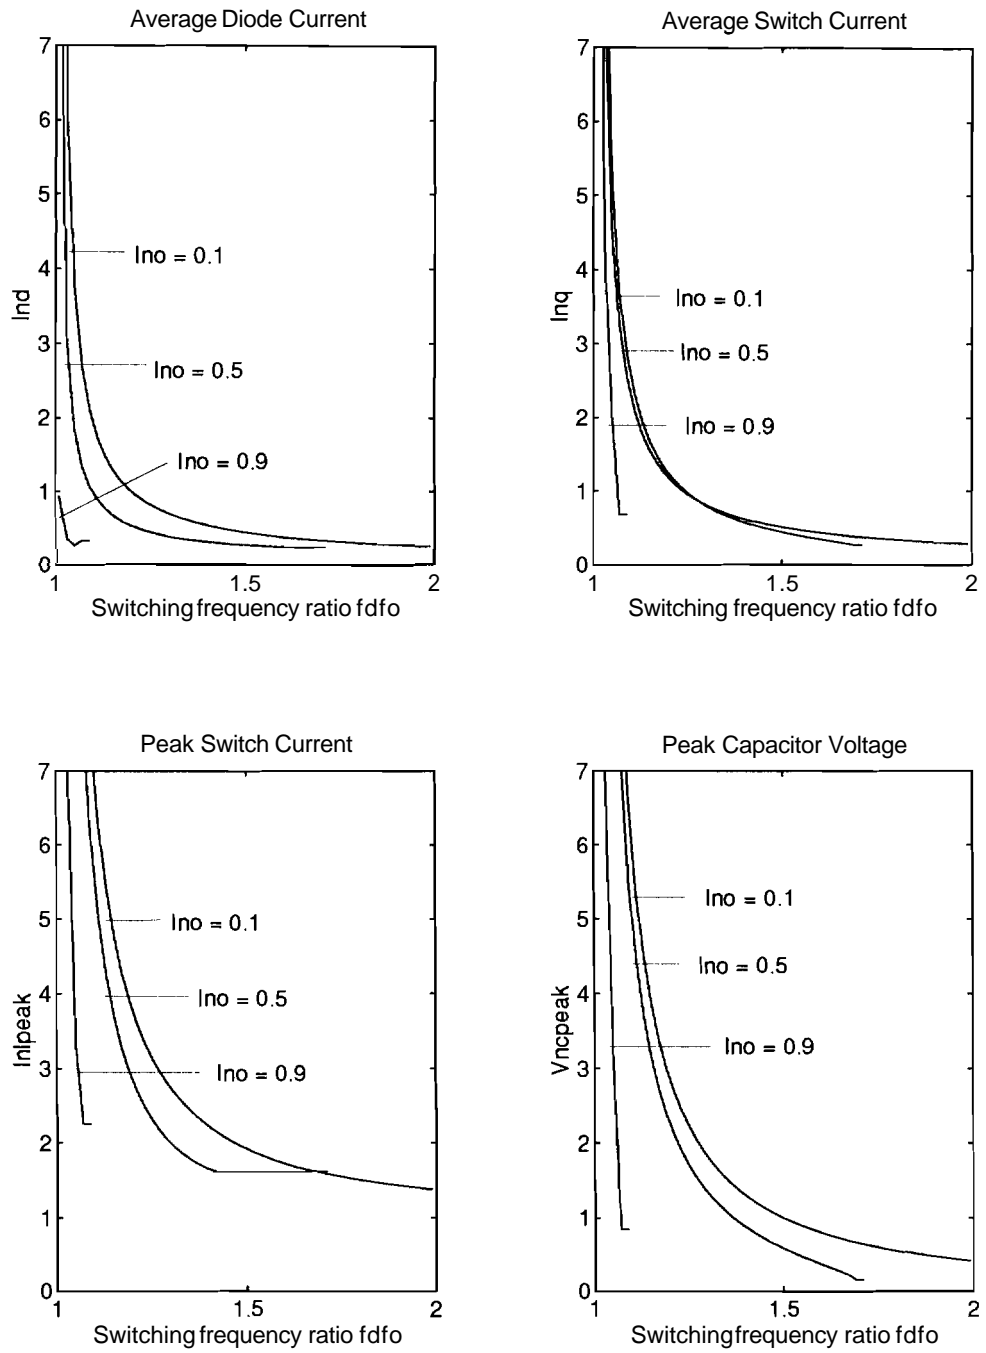 Average Diode Current
7
6
5
4
3
2
1
0
Ind
Ino = 0.1
Ino = 0.5
Ino = 0.9
1
1.5
2
Switching frequency ratio fdfo
Average Switch Current
7
6
5
4
3
2
1
0
Inq
Ino = 0.1
Ino = 0.5
Ino = 0.9
1
1.5
2
Switching frequency ratio fdfo
Peak Switch Current
7
6
5
4
3
2
1
0
Inlpeak
Ino = 0.1
Ino = 0.5
Ino = 0.9
1
1.5
2
Switching frequency ratio fdfo
Peak Capacitor Voltage
7
6
5
4
3
2
1
0
Vncpeak
Ino = 0.1
Ino = 0.5
Ino = 0.9
1
1.5
2
Switching frequency ratio fdfo